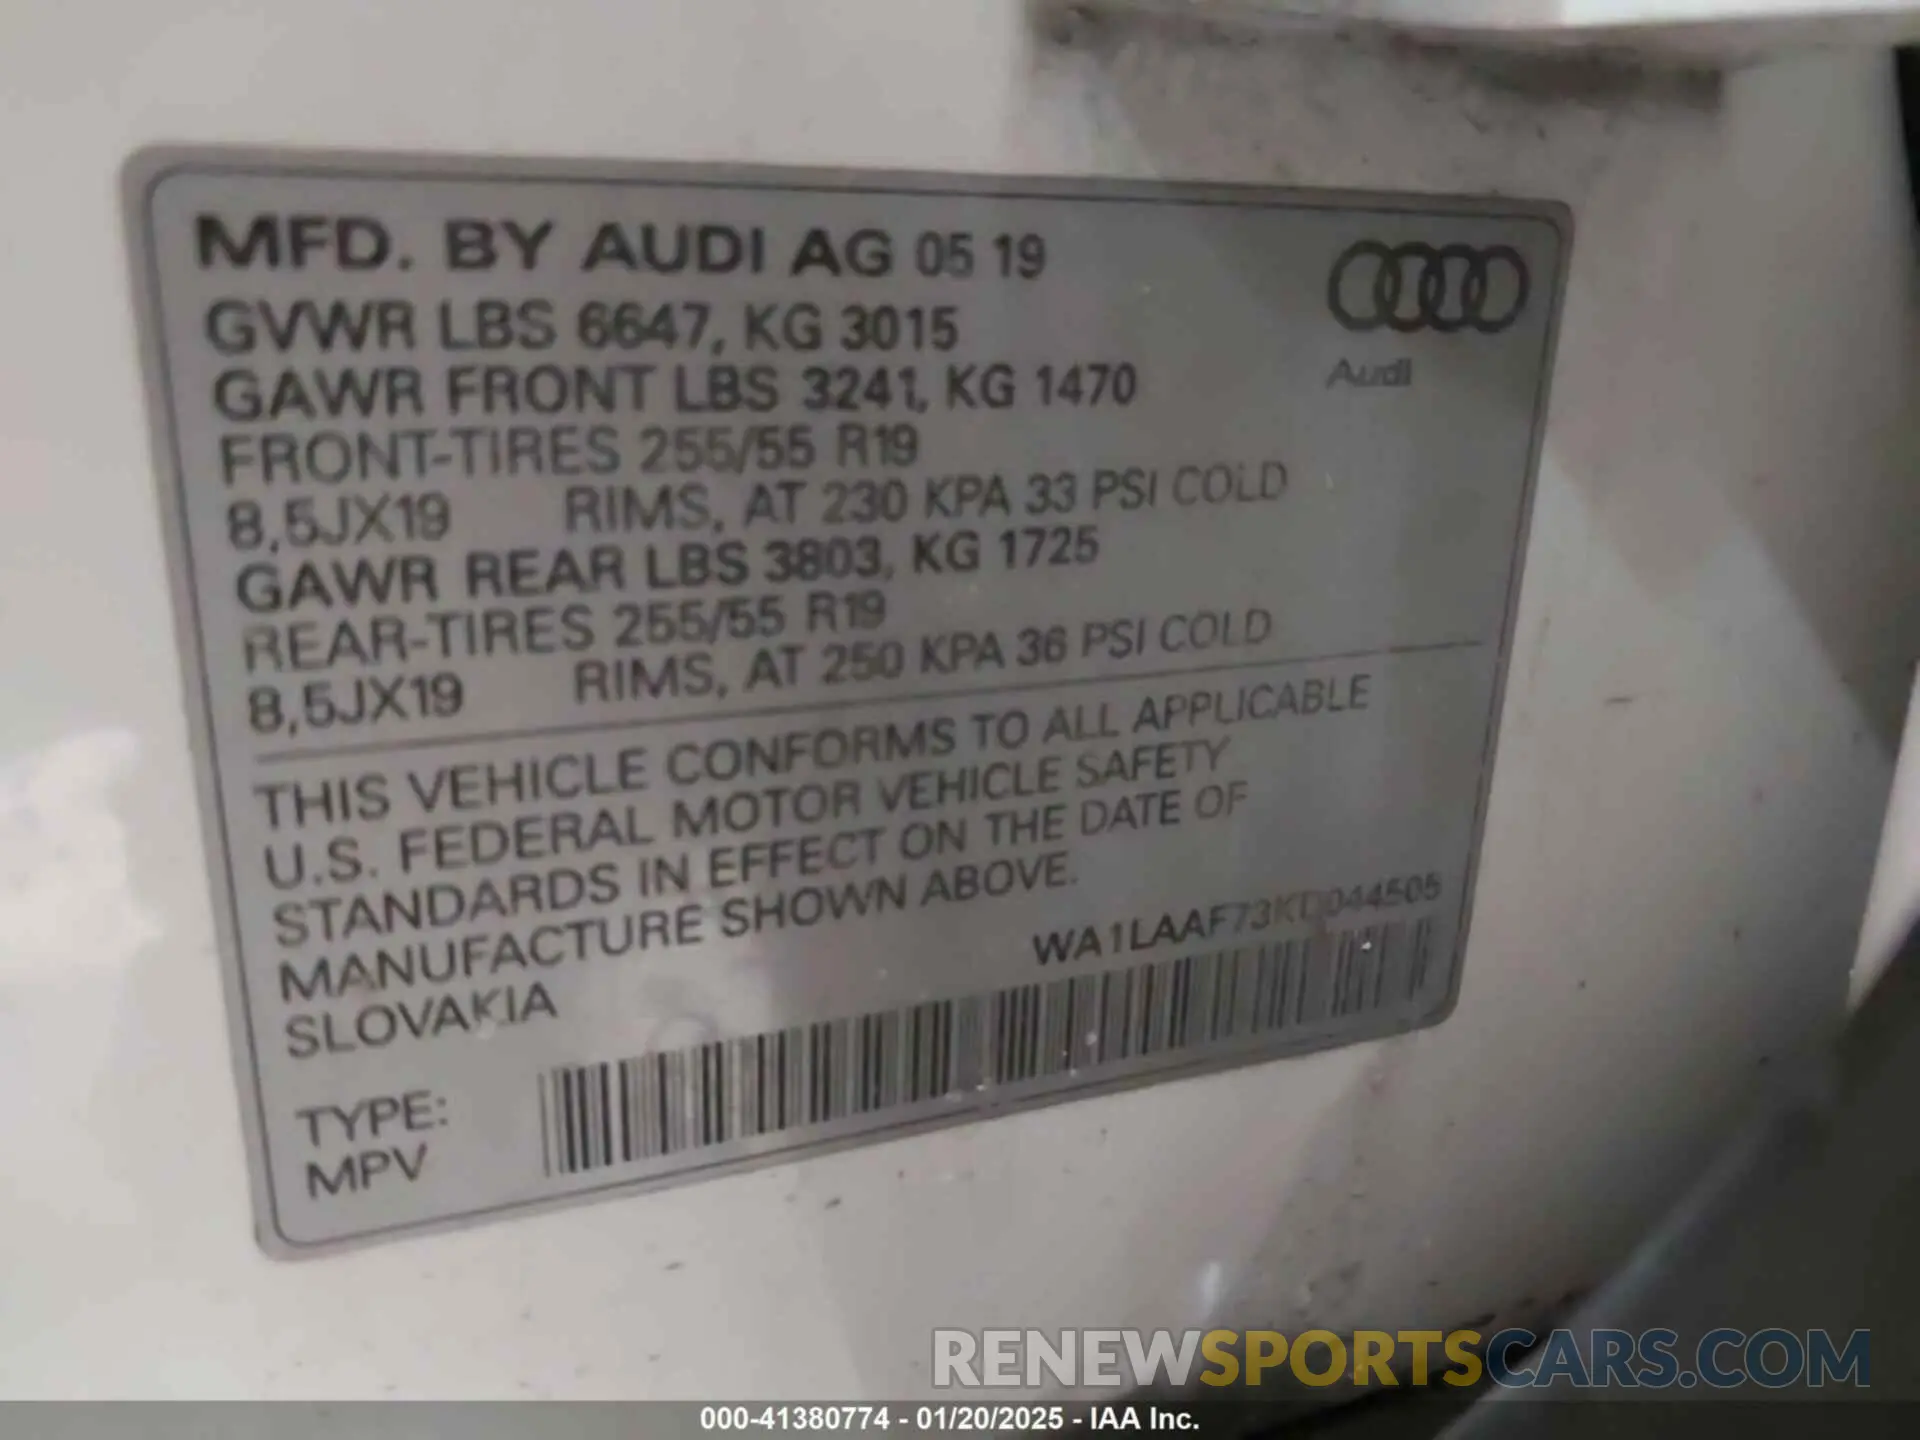 MFD. BY AUDI AG 05 19
GVWR LBS 6647, KG 3015
GAWR FRONT LBS 3241, KG 1470
FRONT-TIRES 255/55 R19
8,5JX19 RIMS, AT 230 KPA 33 PSI COLD
GAWR REAR LBS 3803, KG 1725
REAR-TIRES 255/55 R19
8,5JX19 RIMS, AT 250 KPA 36 PSI COLD
Audi
THIS VEHICLE CONFORMS TO ALL APPLICABLE
U.S. FEDERAL MOTOR VEHICLE SAFETY
STANDARDS IN EFFECT ON THE DATE OF
MANUFACTURE SHOWN ABOVE.
SLOVAKIA
WA1LAAF73KD044505
TYPE:
MPV
RENEWSPORTSCARS.COM
000-41380774 - 01/20/2025 - IAA Inc.